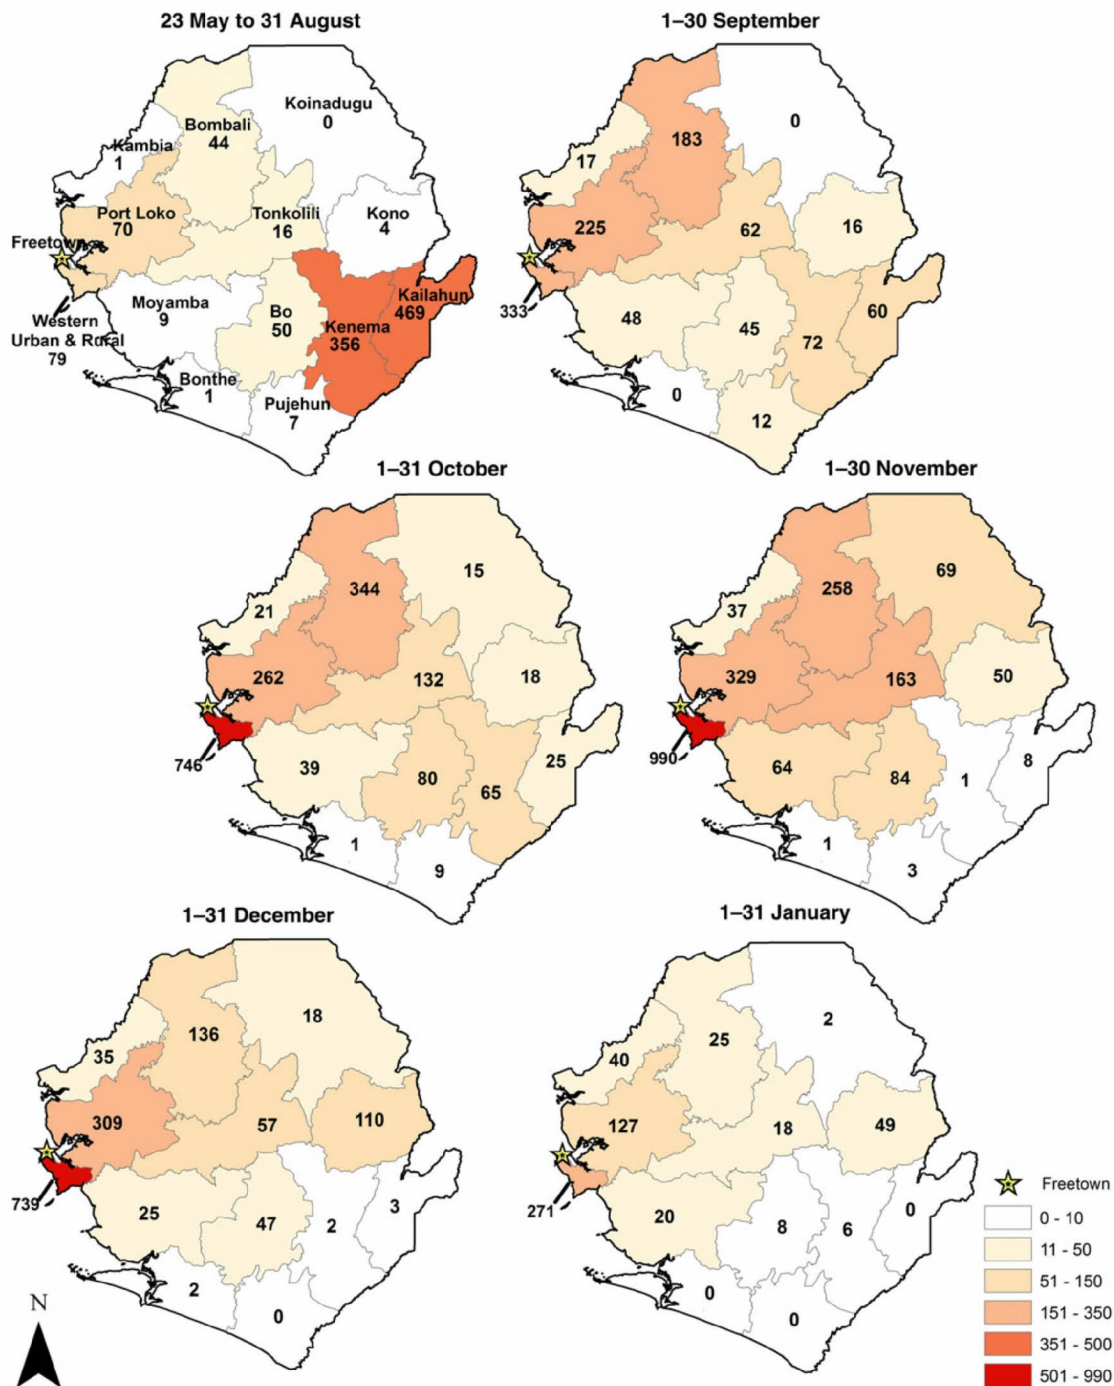 23 May to 31 August
Koinadugu
0
Bombali
44
Kambia
1
Port Loko
70
Tonkolili
16
Kono
4
Freetown
Moyamba
9
Western
Urban & Rural
79
Bo
50
Kenema
356
Kailahun
469
Bonthe
1
Pujehun
7
1–30 September
0
183
17
225
62
16
333
48
45
72
60
0
12
1–31 October
15
344
21
262
132
18
746
39
80
65
25
1
9
1–30 November
69
258
37
329
163
50
990
64
84
1
8
1
3
1–31 December
18
136
35
309
57
110
739
25
47
2
3
2
0
1–31 January
2
25
40
127
18
49
271
20
8
6
0
0
0
N
Freetown
0 - 10
11 - 50
51 - 150
151 - 350
351 - 500
501 - 990